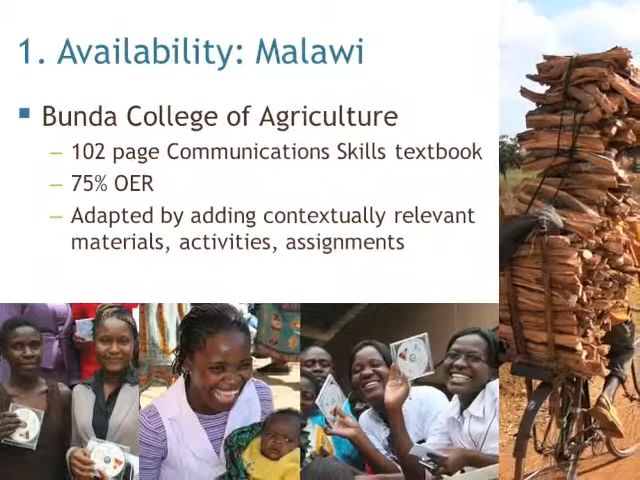 1. Availability: Malawi
Bunda College of Agriculture
– 102 page Communications Skills textbook
– 75% OER
– Adapted by adding contextually relevant
materials, activities, assignments